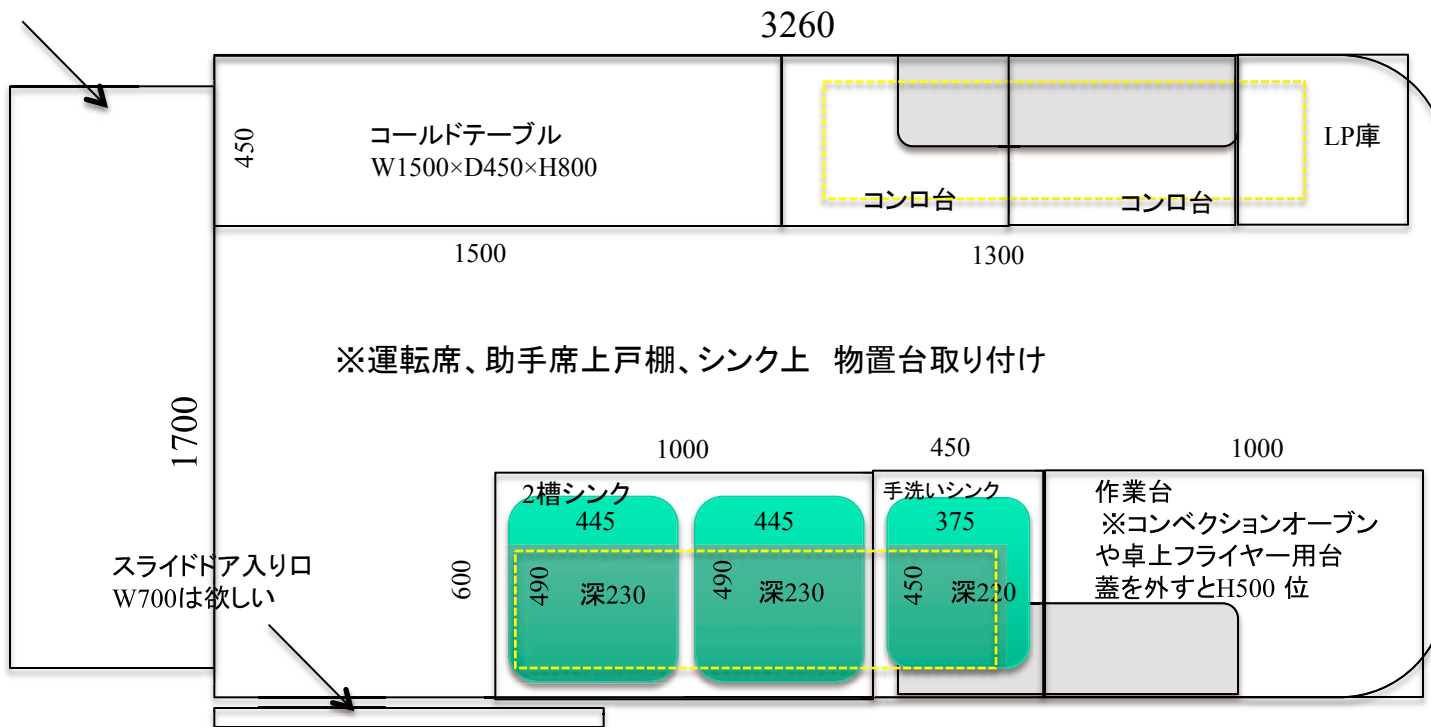 3260
450
コールドテーブル
W1500×D450×H800
コンロ台
コンロ台
LP庫
1500
1300
※運転席、助手席上戸棚、シンク上 物置台取り付け
1700
1000
450
1000
2槽シンク
445
445
手洗いシンク
375
作業台
※コンベクションオーブン
や卓上フライヤー用台
蓋を外すとH500 位
スライドドア入り口
W700は欲しい
600
490
深230
490
深230
450
深220